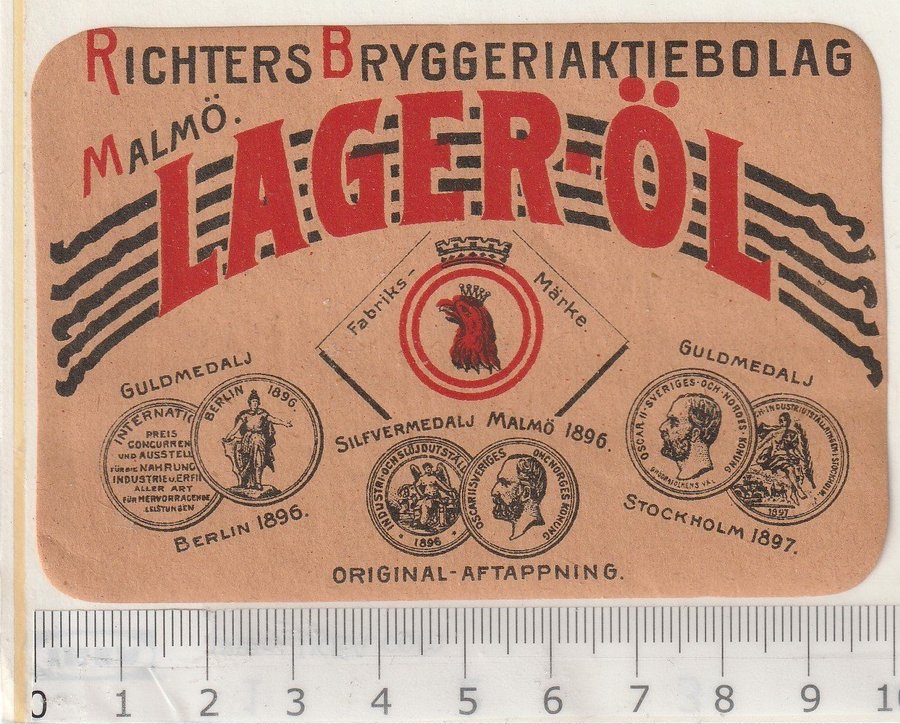 RICHTERS BRYGGERIAKTIEBOLAG
MALMÖ.
LAGER-ÖL
Fabriks-
Märke.
GULDMEDALJ
BERLIN 1896.
PREIS
CONCURREN
UND AUSSTELL
FÜR DIE NAHRUNG
INDUSTRIE U. ERFI
ALLER ART
FÜR HERVORRAGENDE
LEISTUNGEN
BERLIN 1896.
SILFVERMEDALJ MALMÖ 1896.
INDUSTRI-OCH SLÖJDUTSTÄL
1896
OSCAR II SVERIGES OCH NORGES KONUNG
GULDMEDALJ
OSCAR II SVERIGES OCH NORGES KONUNG
1897
STOCKHOLM 1897.
ORIGINAL-AFTAPPNING.
0 1 2 3 4 5 6 7 8 9 10